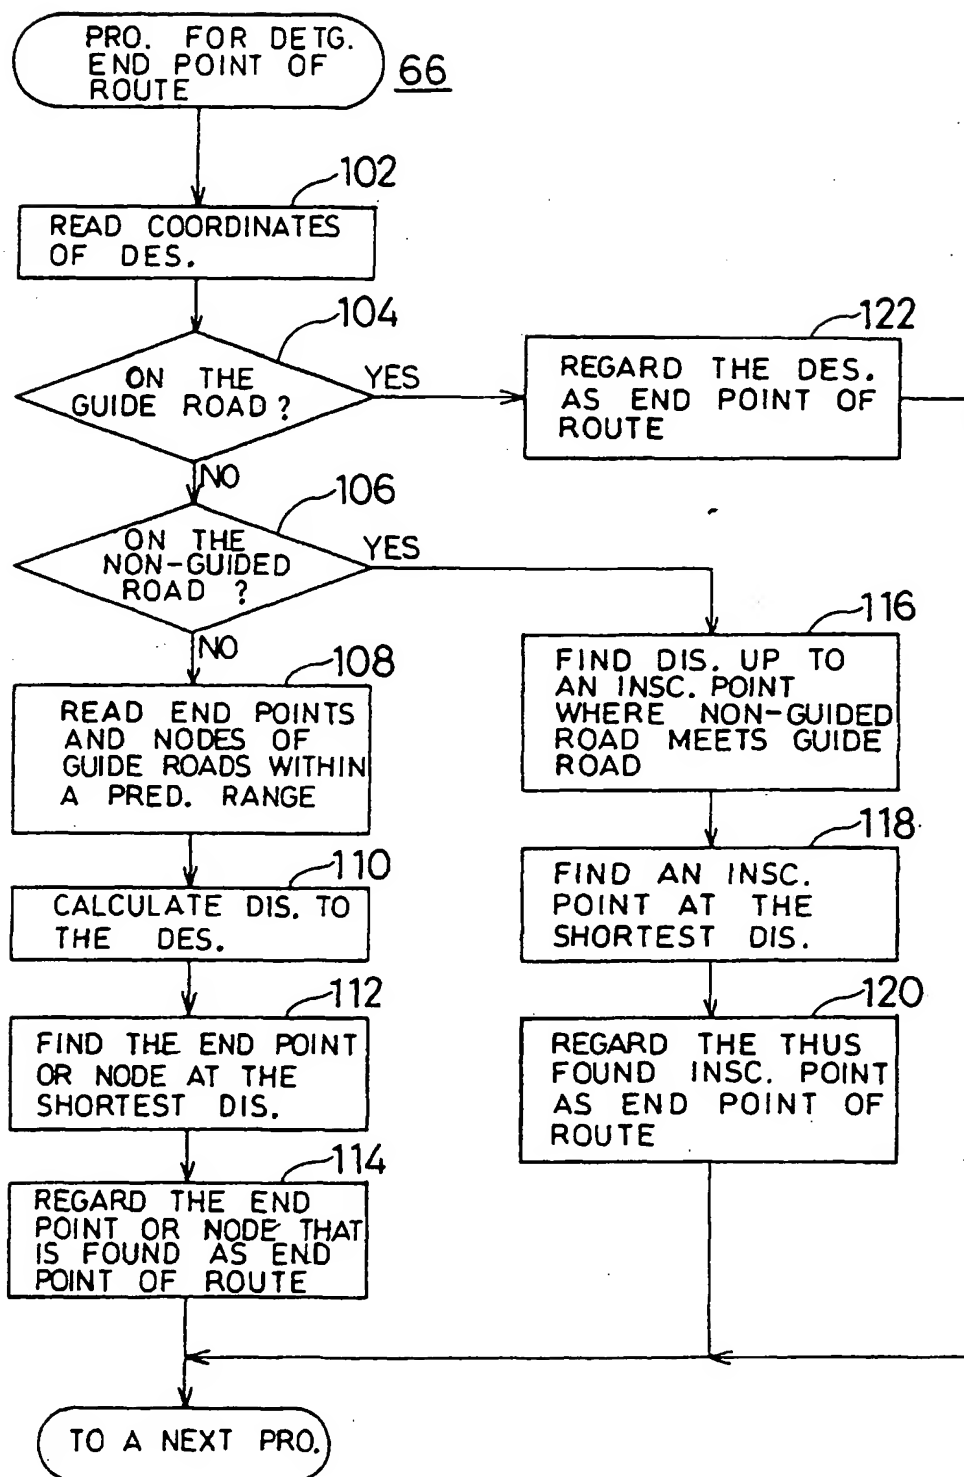 PRO. FOR DETG.
END POINT OF
ROUTE
66
102
READ COORDINATES
OF DES.
104
ON THE
GUIDE ROAD?
YES
NO
122
REGARD THE DES.
AS END POINT OF
ROUTE
106
ON THE
NON-GUIDED
ROAD ?
YES
NO
108
READ END POINTS
AND NODES OF
GUIDE ROADS WITHIN
A PRED. RANGE
110
CALCULATE DIS. TO
THE DES.
112
FIND THE END POINT
OR NODE AT THE
SHORTEST DIS.
114
REGARD THE END
POINT OR NODE THAT
IS FOUND AS END
POINT OF ROUTE
116
FIND DIS. UP TO
AN INSC. POINT
WHERE NON-GUIDED
ROAD MEETS GUIDE
ROAD
118
FIND AN INSC.
POINT AT THE
SHORTEST DIS.
120
REGARD THE THUS
FOUND INSC. POINT
AS END POINT OF
ROUTE
TO A NEXT PRO.